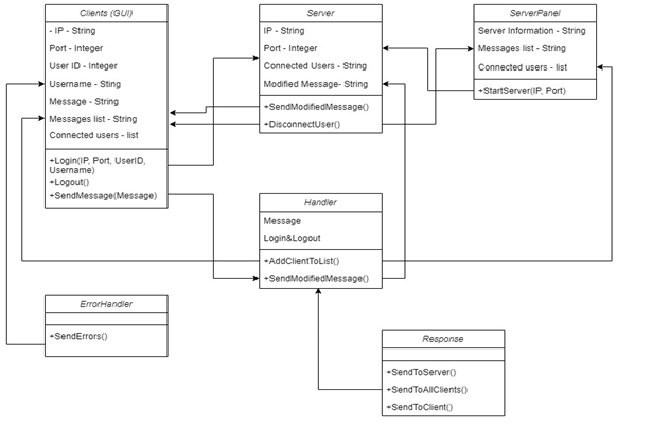 Clients (GUI)
- IP - String
Port - Integer
User ID - Integer
Username - Sting
Message - String
Messages list - String
Connected users - list
+Login(IP, Port, UserID,
Username)
+Logout()
+SendMessage(Message)
Server
IP - String
Port - Integer
Connected Users - String
Modified Message- String
+SendModifiedMessage()
+DisconnectUser()
ServerPanel
Server Information - String
Messages list - String
Connected users - list
+StartServer(IP, Port)
Handler
Message
Login&Logout
+AddClientToList()
+SendModifiedMessage()
ErrorHandler
+SendErrors()
Response
+SendToServer()
+SendToAllClients()
+SendToClient()